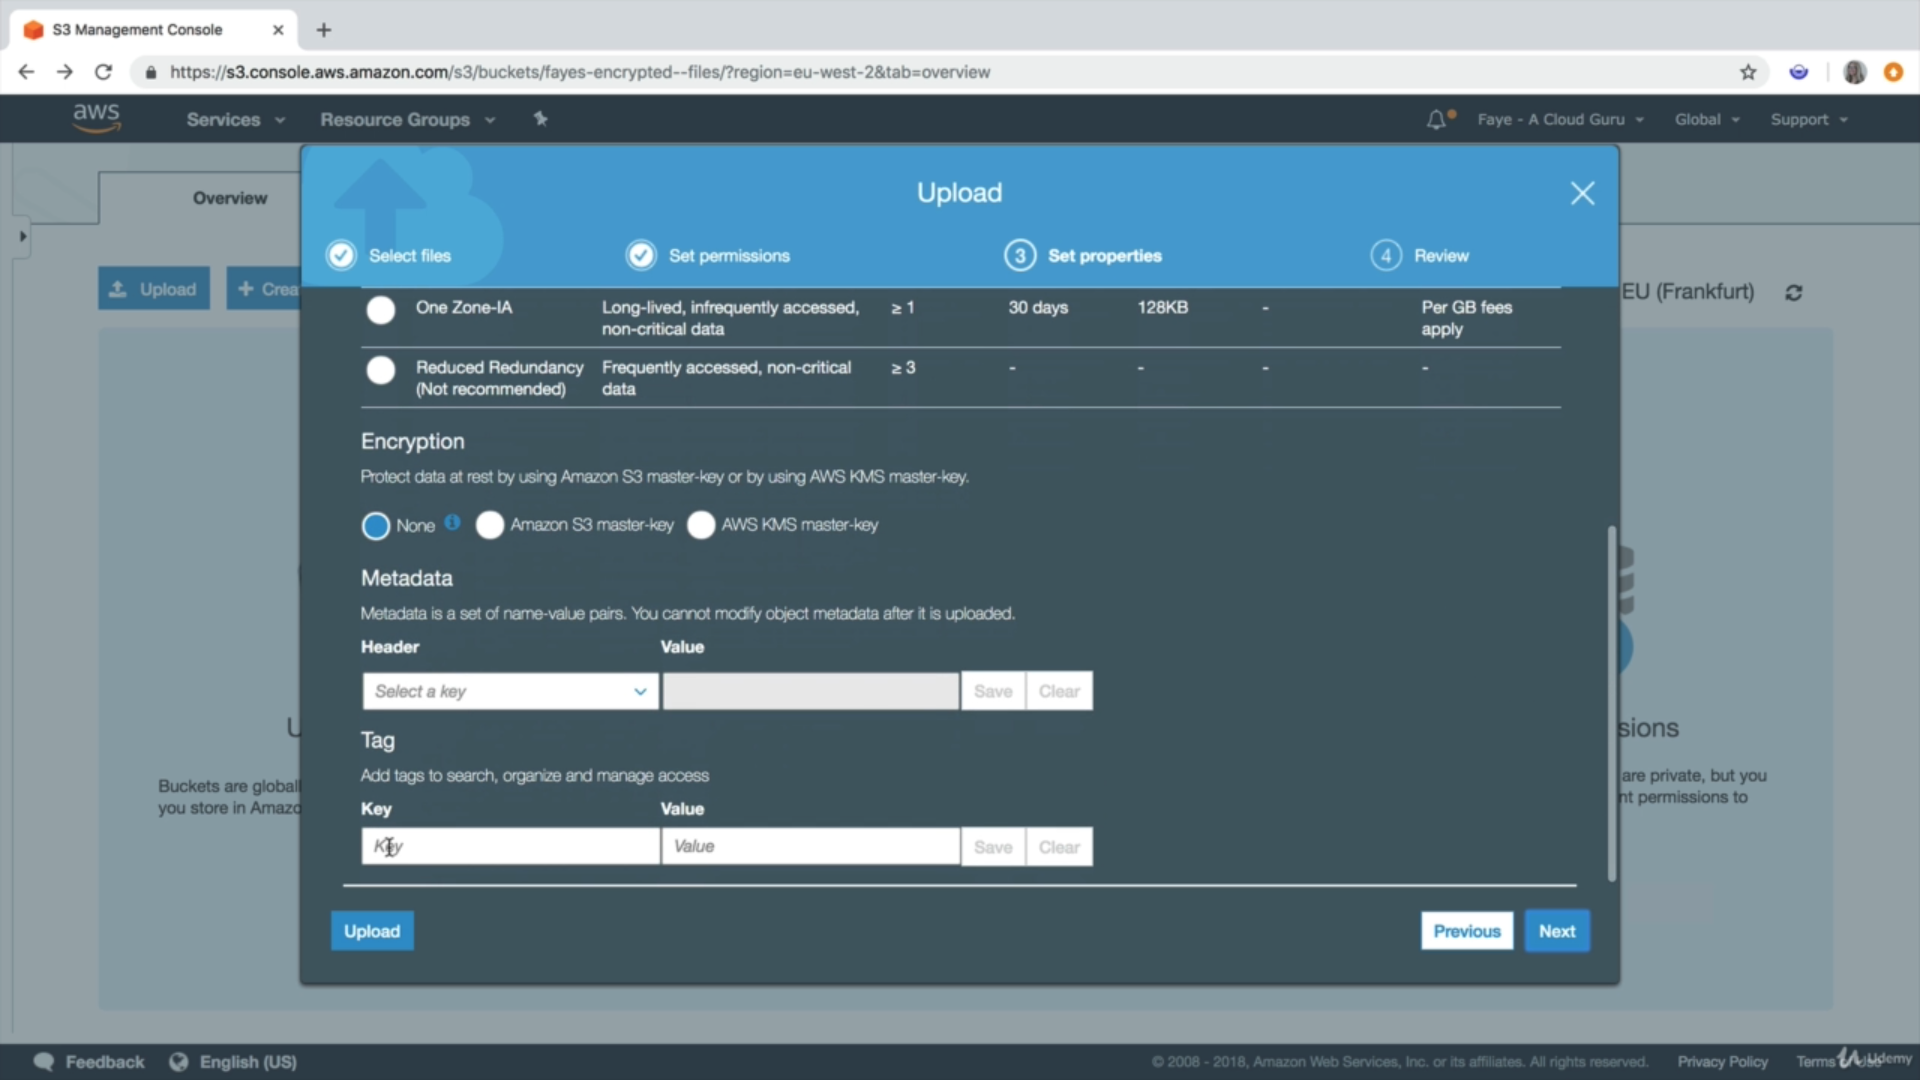 S3 Management Console
https://s3.console.aws.amazon.com/s3/buckets/fayes-encrypted--files/?region=eu-west-2&tab=overview
aws
Services
Resource Groups
Faye - A Cloud Guru
Global
Support
Overview
Upload
Crea
EU (Frankfurt)
Upload
Select files
Set permissions
3 Set properties
4 Review
One Zone-IA
Long-lived, infrequently accessed,
non-critical data
≥ 1
30 days
128KB
-
Per GB fees
apply
Reduced Redundancy
(Not recommended)
Frequently accessed, non-critical
data
≥ 3
-
-
-
-
Encryption
Protect data at rest by using Amazon S3 master-key or by using AWS KMS master-key.
None
Amazon S3 master-key
AWS KMS master-key
Metadata
Metadata is a set of name-value pairs. You cannot modify object metadata after it is uploaded.
Header
Value
Select a key
Save
Clear
Tag
Add tags to search, organize and manage access
Key
Value
Key
Value
Save
Clear
Upload
Previous
Next
U
Buckets are globall
you store in Amazo
sions
are private, but you
nt permissions to
Feedback
English (US)
© 2008 - 2018, Amazon Web Services, Inc. or its affiliates. All rights reserved.
Privacy Policy
Terms
Udemy